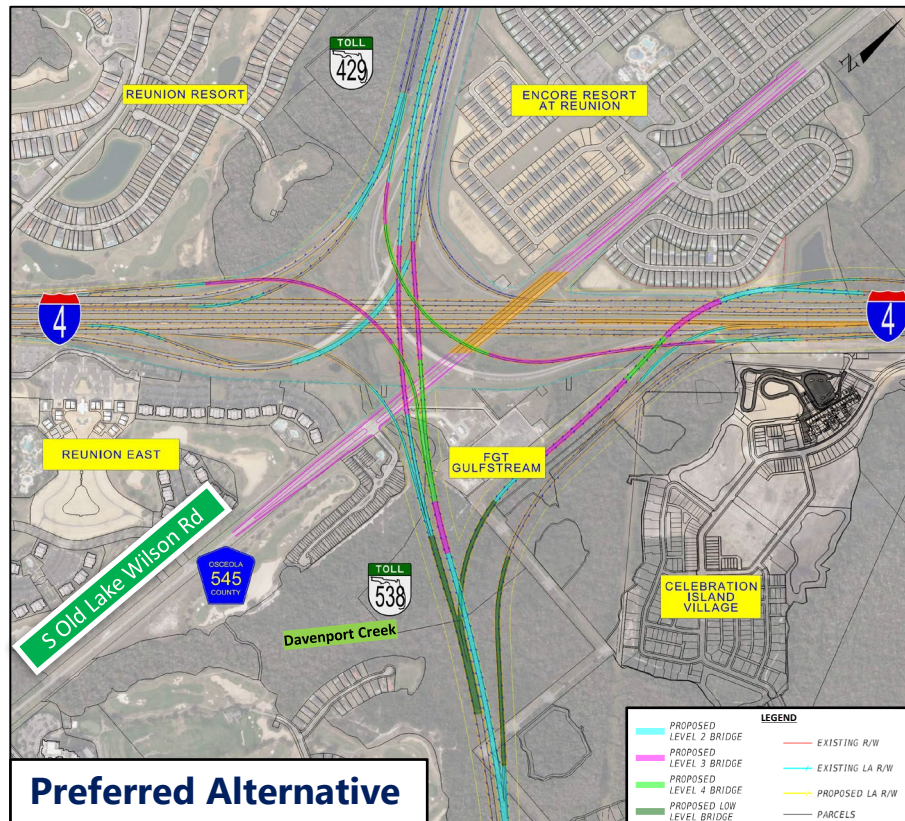 TOLL
429
REUNION RESORT
ENCORE RESORT
AT REUNION
N
4
4
REUNION EAST
FGT
GULFSTREAM
S Old Lake Wilson Rd
OSCEOLA
545
COUNTY
TOLL
538
Davenport Creek
CELEBRATION
ISLAND
VILLAGE
Preferred Alternative
LEGEND
PROPOSED
LEVEL 2 BRIDGE
PROPOSED
LEVEL 3 BRIDGE
PROPOSED
LEVEL 4 BRIDGE
PROPOSED LOW
LEVEL BRIDGE
EXISTING R/W
EXISTING LA R/W
PROPOSED LA R/W
PARCELS